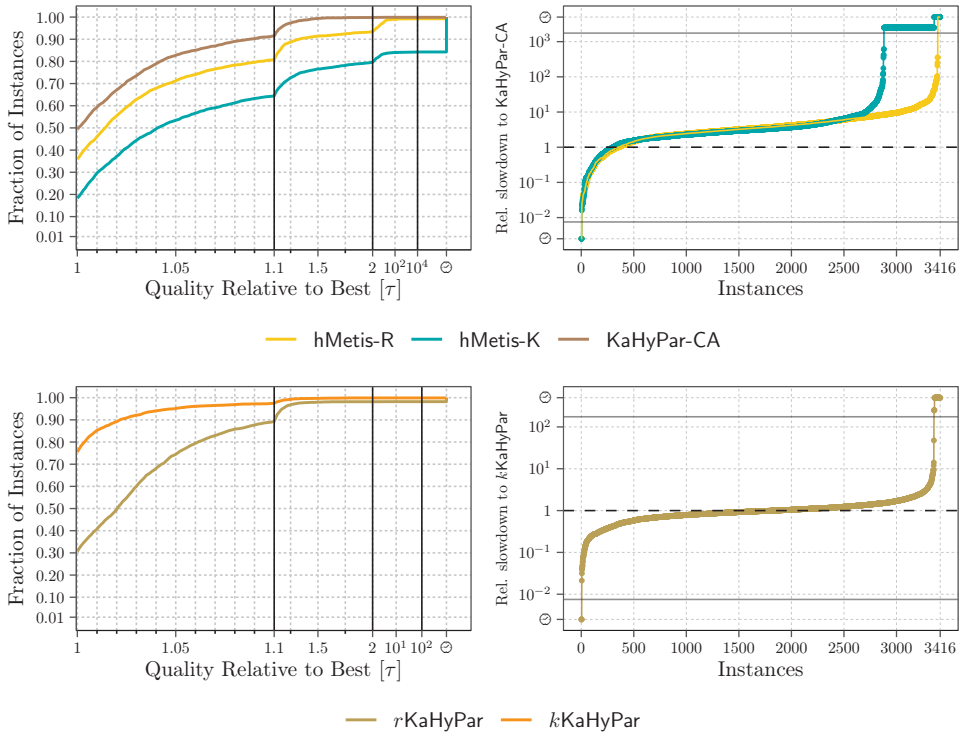 Fraction of Instances
1.00
0.90
0.80
0.70
0.60
0.50
0.40
0.30
0.20
0.10
0.01
1 1.05 1.1 1.5 2 10² 10⁴
Quality Relative to Best [τ]
Rel. slowdown to KaHyPar-CA
10³
10²
10
1
10⁻¹
10⁻²
0 500 1000 1500 2000 2500 3000 3416
Instances
hMetis-R hMetis-K KaHyPar-CA
Fraction of Instances
1.00
0.90
0.80
0.70
0.60
0.50
0.40
0.30
0.20
0.10
0.01
1 1.05 1.1 1.5 2 10¹ 10²
Quality Relative to Best [τ]
Rel. slowdown to kKaHyPar
10²
10¹
1
10⁻¹
10⁻²
0 500 1000 1500 2000 2500 3000 3416
Instances
rKaHyPar kKaHyPar